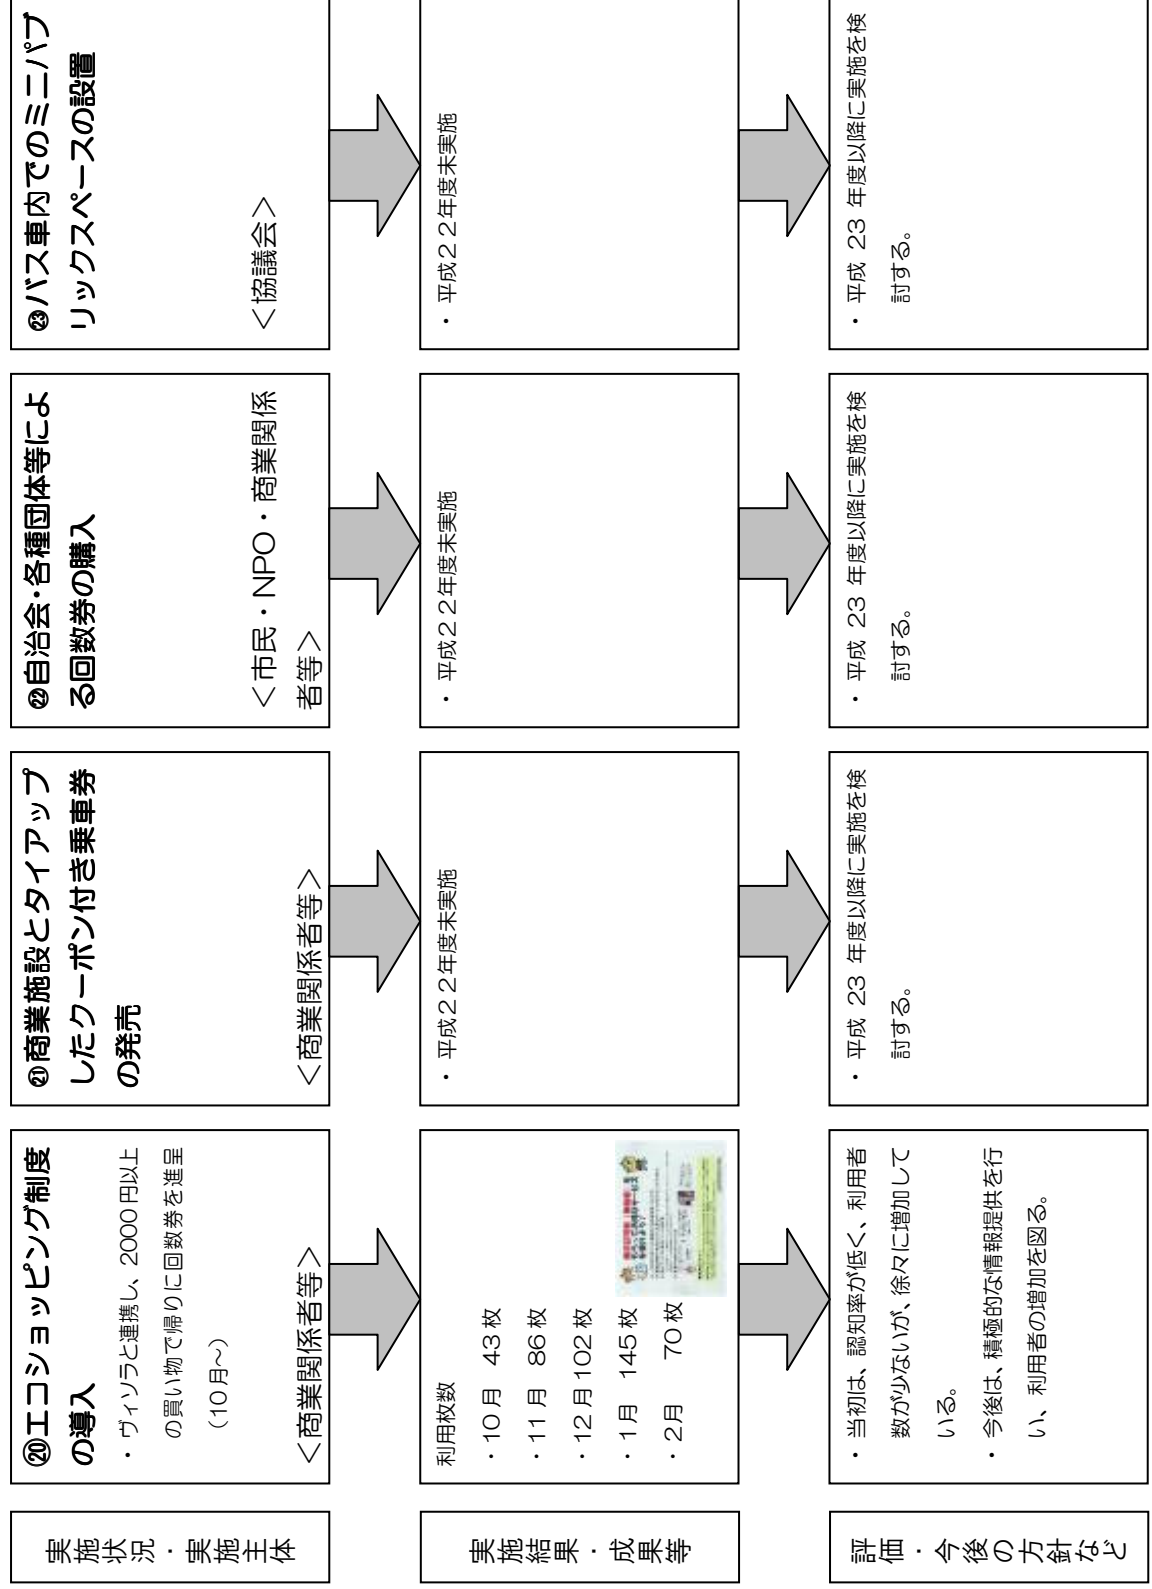 実施状況・実施主体
⑳エコショッピング制度
の導入
・ヴィソラと連携し、2000円以上
の買い物で帰りに回数券を進呈
（10月～）
＜商業関係者等＞
㉑商業施設とタイアップ
したクーポン付き乗車券
の発売
＜商業関係者等＞
㉒自治会・各種団体等によ
る回数券の購入
＜市民・NPO・商業関係
者等＞
㉓バス車内でのミニパブ
リックスペースの設置
＜協議会＞
実施結果・成果等
利用枚数
・10月　43枚
・11月　86枚
・12月 102枚
・1月　145枚
・2月　70枚
・平成２２年度未実施
・平成２２年度未実施
・平成２２年度未実施
評価・今後の方針など
・当初は、認知率が低く、利用者
数が少ないが、徐々に増加して
いる。
・今後は、積極的な情報提供を行
い、利用者の増加を図る。
・平成 23 年度以降に実施を検
討する。
・平成 23 年度以降に実施を検
討する。
・平成 23 年度以降に実施を検
討する。